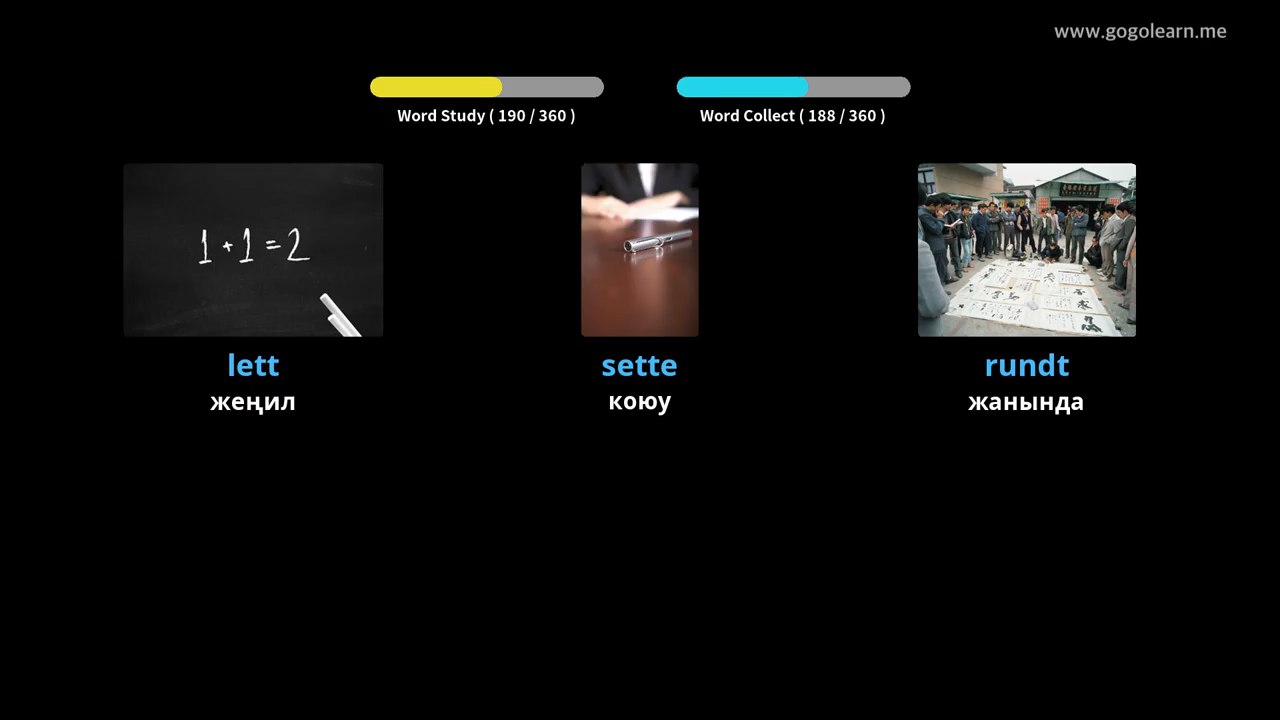 www.gogolearn.me
Word Study ( 190 / 360 )
Word Collect ( 188 / 360 )
1 + 1 = 2
lett
sette
rundt
жеңил
коюу
жанында